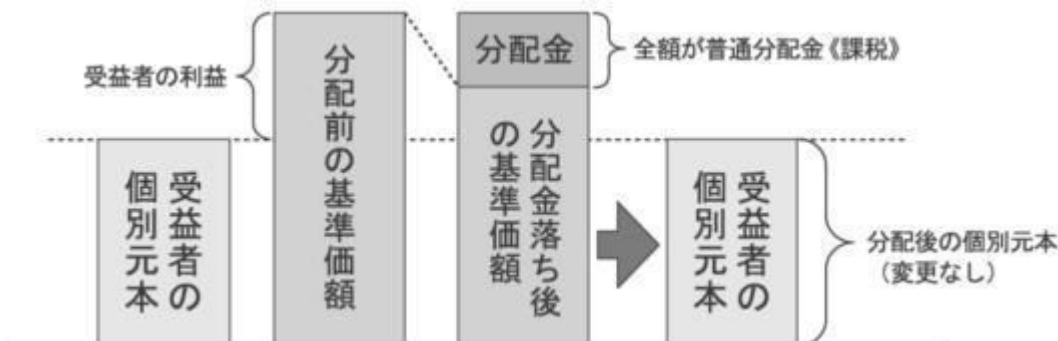 受益者の利益
受益者の
個別元本
分配前の基準価額
分配金
全額が普通分配金《課税》
分配金落ち後
の基準価額
受益者の
個別元本
分配後の個別元本
（変更なし）